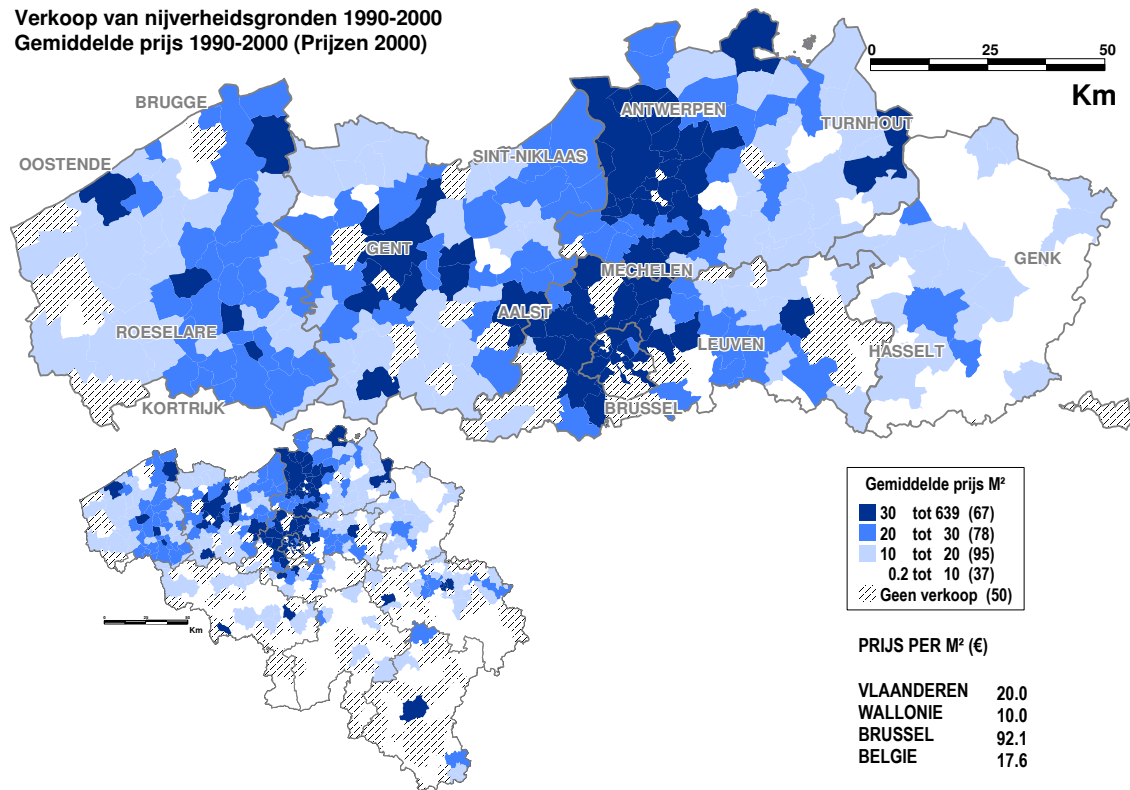 Verkoop van nijverheidsgronden 1990-2000
Gemiddelde prijs 1990-2000 (Prijzen 2000)
0 25 50
Km
BRUGGE
ANTWERPEN
TURNHOUT
OOSTENDE
SINT-NIKLAAS
GENT
GENK
MECHELEN
AALST
ROESELARE
LEUVEN
HASSELT
KORTRIJK
BRUSSEL
Gemiddelde prijs M²
30 tot 639 (67)
20 tot 30 (78)
10 tot 20 (95)
0.2 tot 10 (37)
Geen verkoop (50)
Km
PRIJS PER M² (€)
VLAANDEREN 20.0
WALLONIE 10.0
BRUSSEL 92.1
BELGIE 17.6